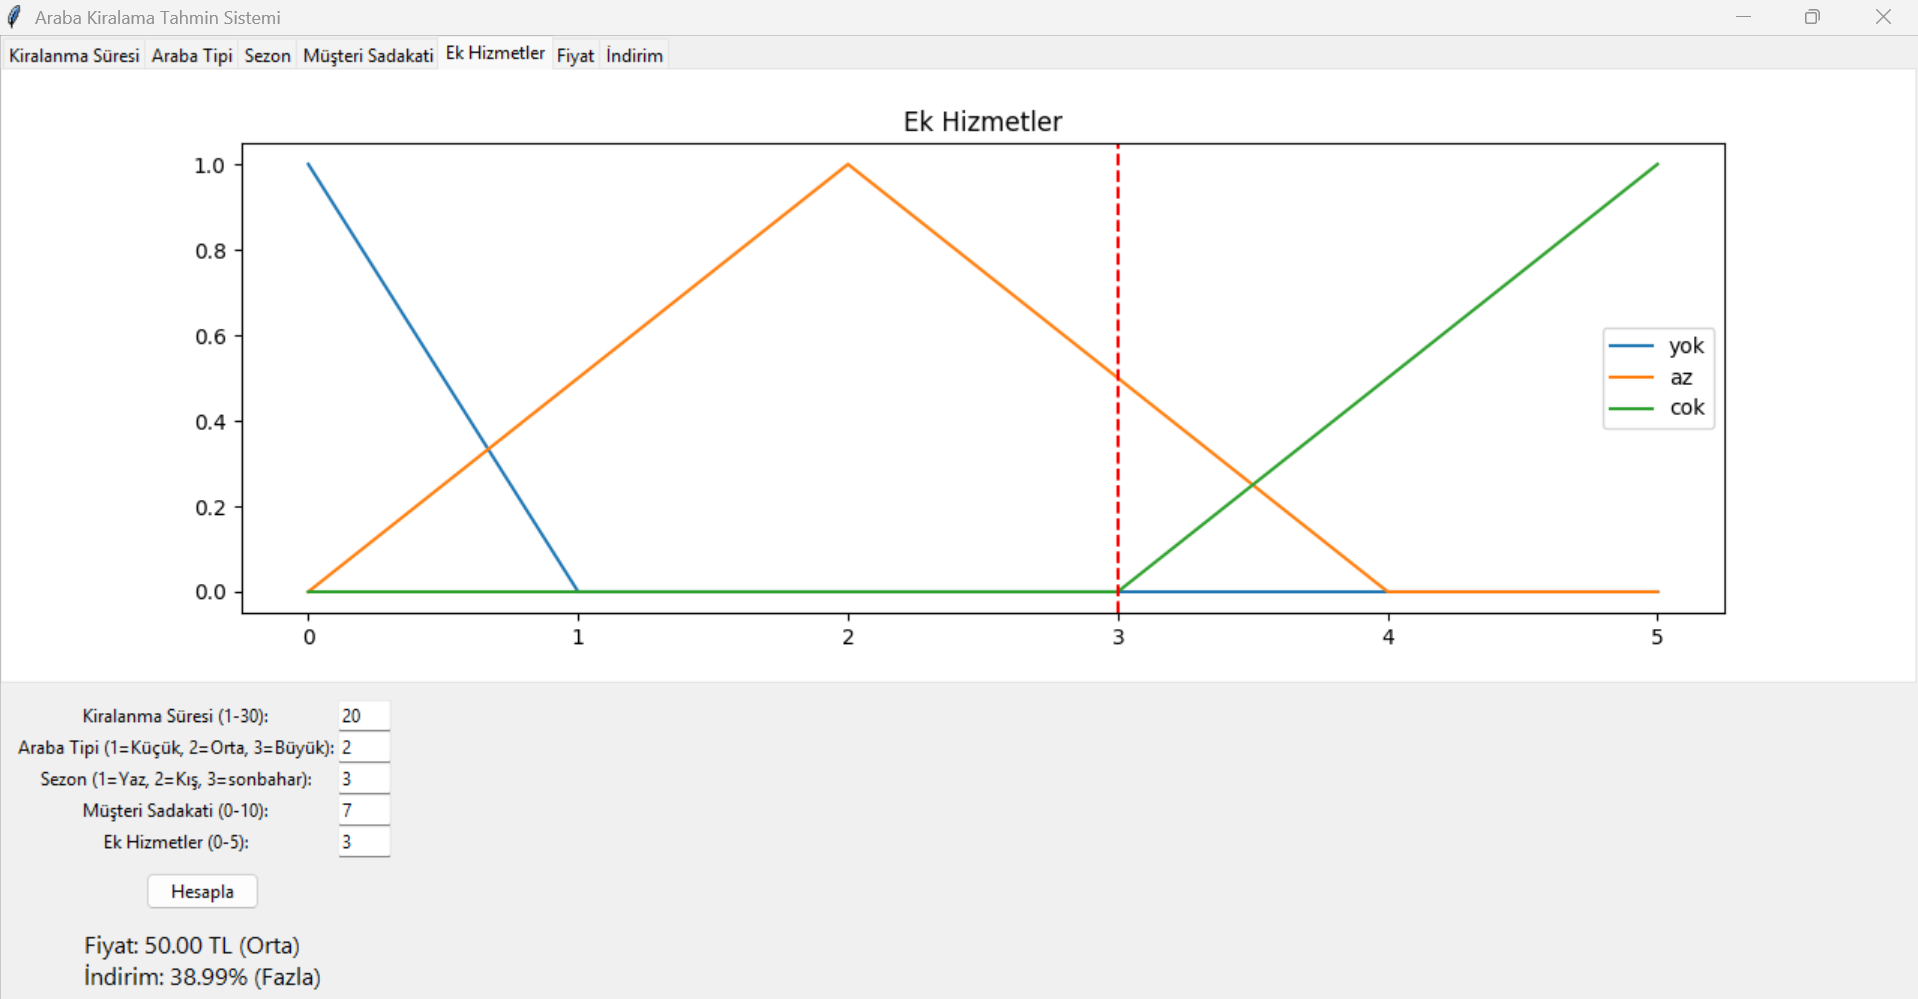 Araba Kiralama Tahmin Sistemi
Kiralanma Süresi Araba Tipi Sezon Müşteri Sadakati Ek Hizmetler Fiyat İndirim
Ek Hizmetler
1.0
0.8
0.6
0.4
0.2
0.0
0 1 2 3 4 5
yok
az
cok
Kiralanma Süresi (1-30): 20
Araba Tipi (1=Küçük, 2=Orta, 3=Büyük): 2
Sezon (1=Yaz, 2=Kış, 3=sonbahar): 3
Müşteri Sadakati (0-10): 7
Ek Hizmetler (0-5): 3
Hesapla
Fiyat: 50.00 TL (Orta)
İndirim: 38.99% (Fazla)